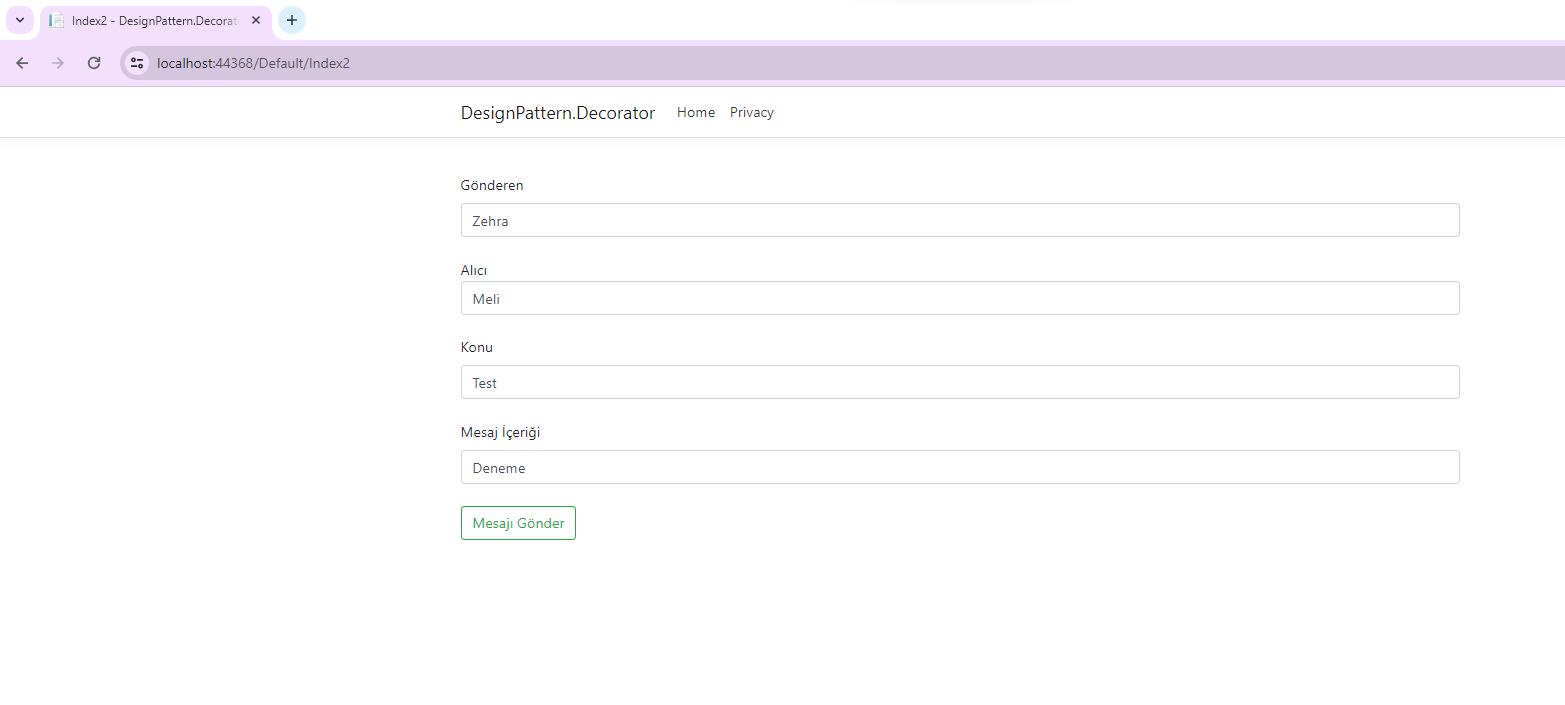 Index2 - DesignPattern.Decorat
localhost:44368/Default/Index2
DesignPattern.Decorator Home Privacy
Gönderen
Zehra
Alıcı
Meli
Konu
Test
Mesaj İçeriği
Deneme
Mesajı Gönder